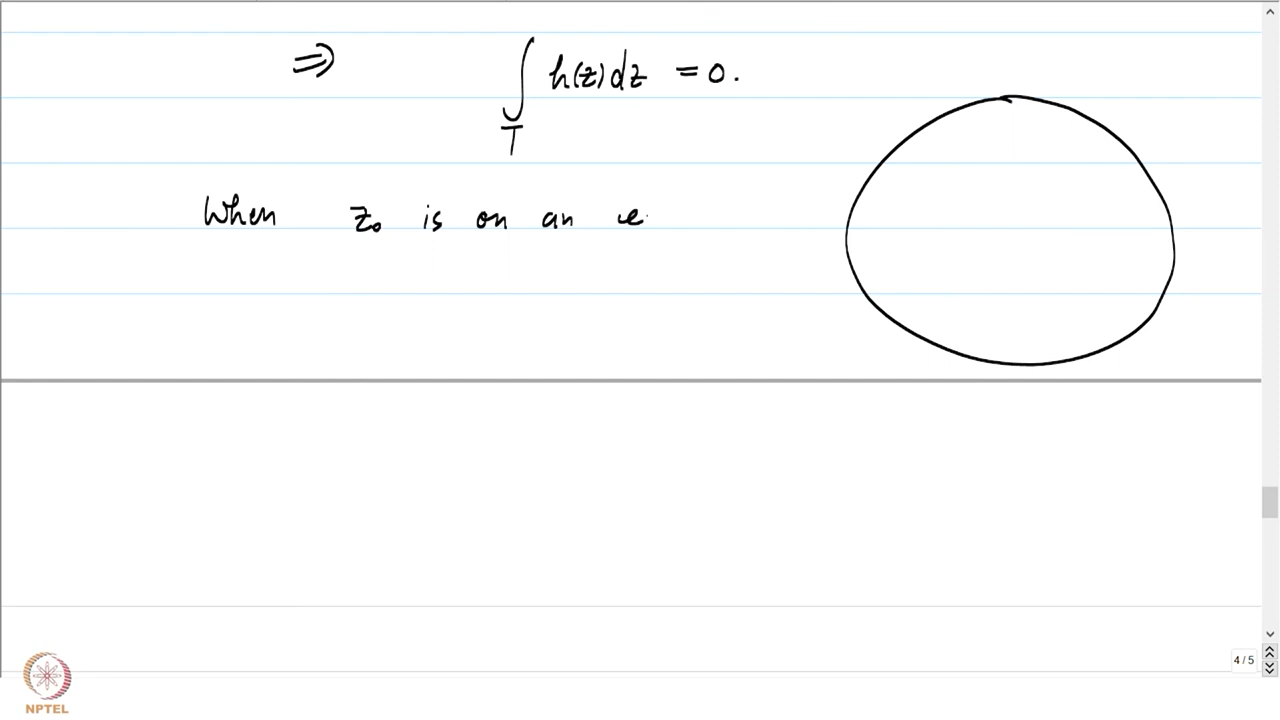 ⇒ ∫_T h(z)dz = 0.
When z₀ is on an e
4 / 5
NPTEL